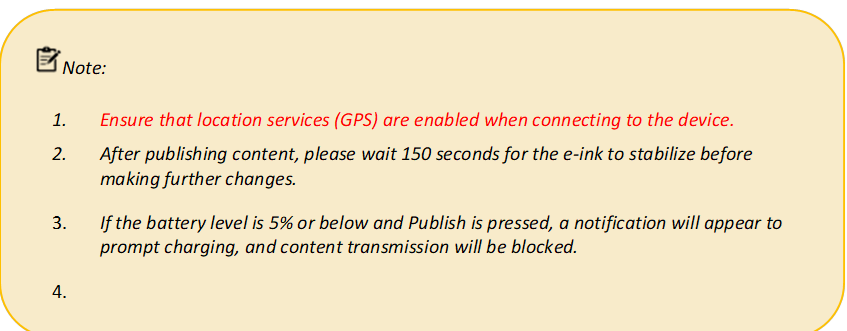 Note:
1. Ensure that location services (GPS) are enabled when connecting to the device.
2. After publishing content, please wait 150 seconds for the e-ink to stabilize before
making further changes.
3. If the battery level is 5% or below and Publish is pressed, a notification will appear to
prompt charging, and content transmission will be blocked.
4.